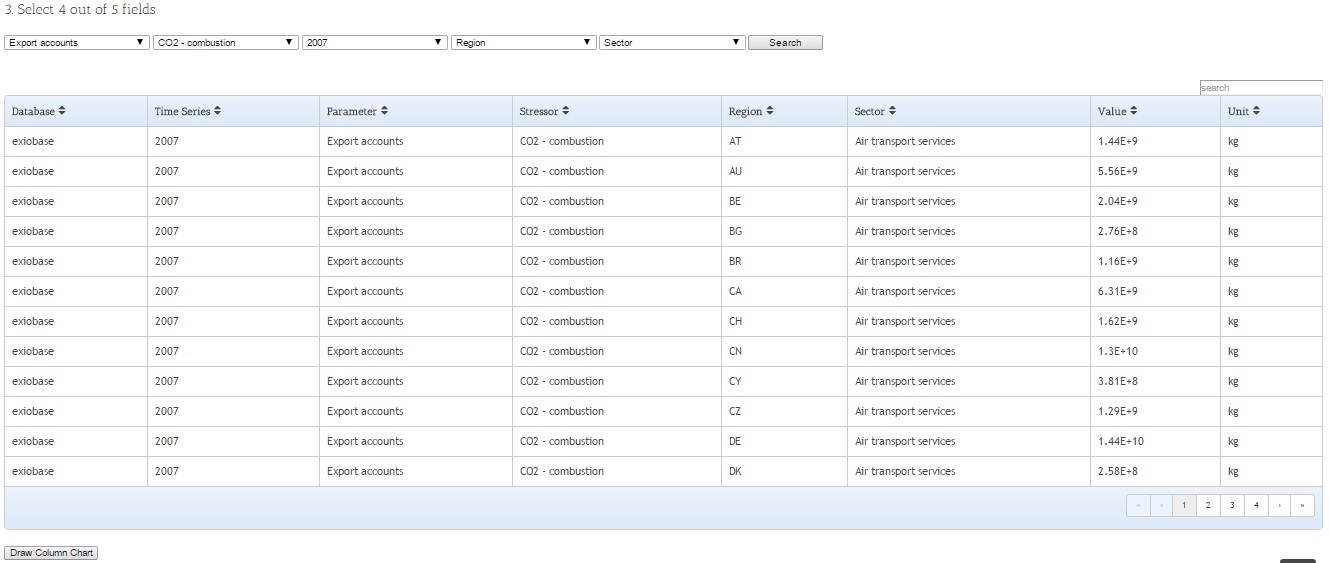 3. Select 4 out of 5 fields
Export accounts CO2 - combustion 2007 Region Sector Search
search
Database Time Series Parameter Stressor Region Sector Value Unit
exiobase 2007 Export accounts CO2 - combustion AT Air transport services 1.44E+9 kg
exiobase 2007 Export accounts CO2 - combustion AU Air transport services 5.56E+9 kg
exiobase 2007 Export accounts CO2 - combustion BE Air transport services 2.04E+9 kg
exiobase 2007 Export accounts CO2 - combustion BG Air transport services 2.76E+8 kg
exiobase 2007 Export accounts CO2 - combustion BR Air transport services 1.16E+9 kg
exiobase 2007 Export accounts CO2 - combustion CA Air transport services 6.31E+9 kg
exiobase 2007 Export accounts CO2 - combustion CH Air transport services 1.62E+9 kg
exiobase 2007 Export accounts CO2 - combustion CN Air transport services 1.3E+10 kg
exiobase 2007 Export accounts CO2 - combustion CY Air transport services 3.81E+8 kg
exiobase 2007 Export accounts CO2 - combustion CZ Air transport services 1.29E+9 kg
exiobase 2007 Export accounts CO2 - combustion DE Air transport services 1.44E+10 kg
exiobase 2007 Export accounts CO2 - combustion DK Air transport services 2.58E+8 kg
« ‹ 1 2 3 4 › »
Draw Column Chart